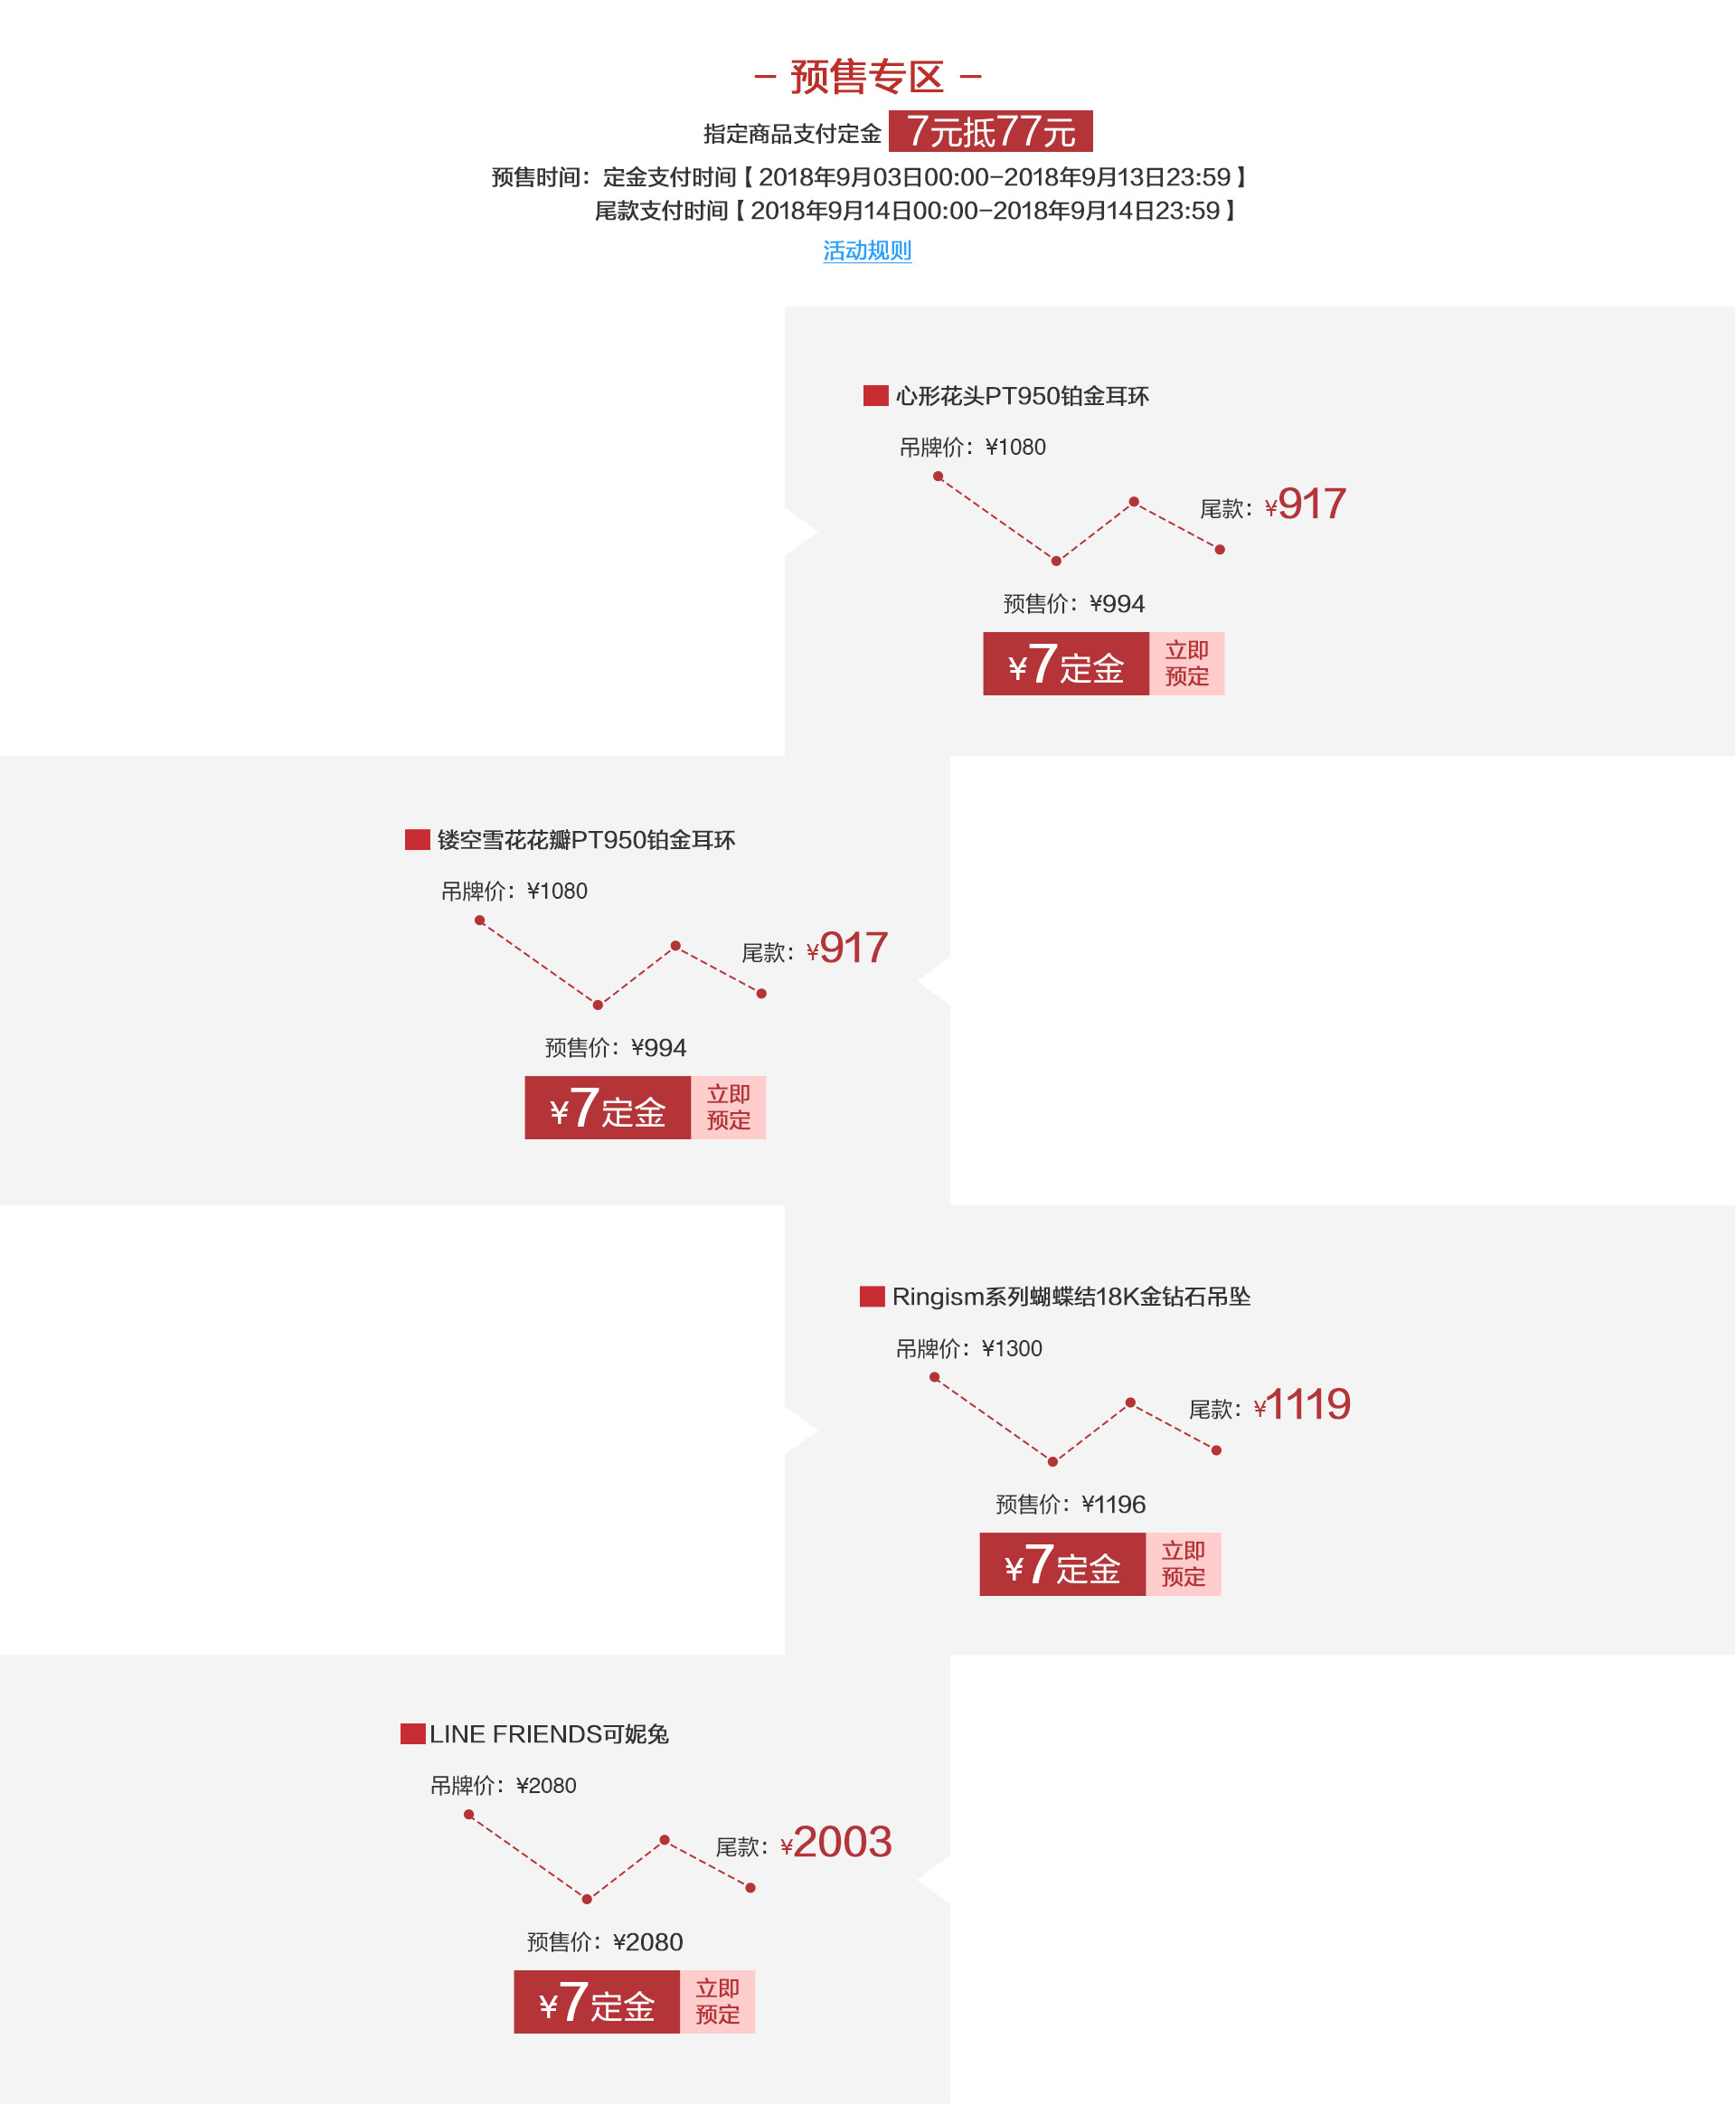 - 预售专区 -
指定商品支付定金 7元抵77元
预售时间：定金支付时间【2018年9月03日00:00-2018年9月13日23:59】
尾款支付时间【2018年9月14日00:00-2018年9月14日23:59】
活动规则
心形花头PT950铂金耳环
吊牌价：¥1080
尾款：¥917
预售价：¥994
¥7定金 立即预定
镂空雪花花瓣PT950铂金耳环
吊牌价：¥1080
尾款：¥917
预售价：¥994
¥7定金 立即预定
Ringism系列蝴蝶结18K金钻石吊坠
吊牌价：¥1300
尾款：¥1119
预售价：¥1196
¥7定金 立即预定
LINE FRIENDS可妮兔
吊牌价：¥2080
尾款：¥2003
预售价：¥2080
¥7定金 立即预定